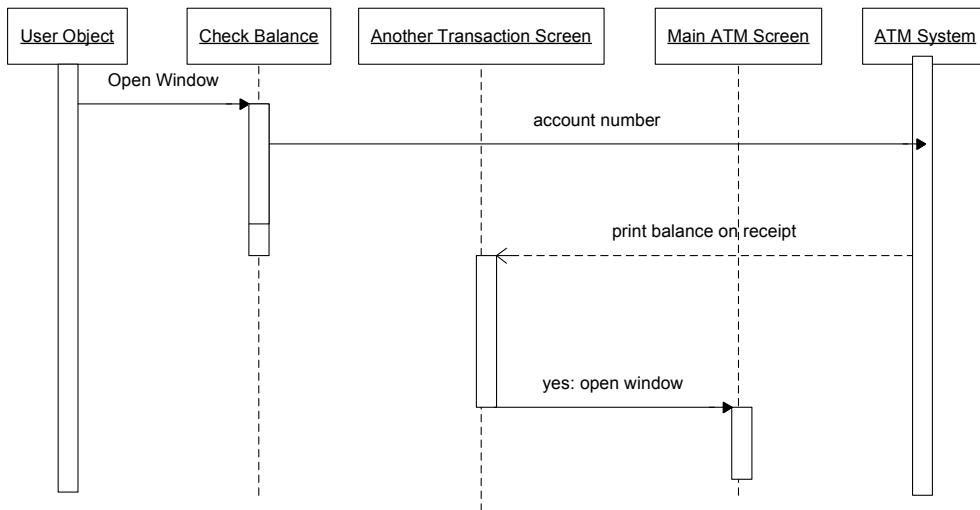 User Object
Check Balance
Another Transaction Screen
Main ATM Screen
ATM System
Open Window
account number
print balance on receipt
yes: open window